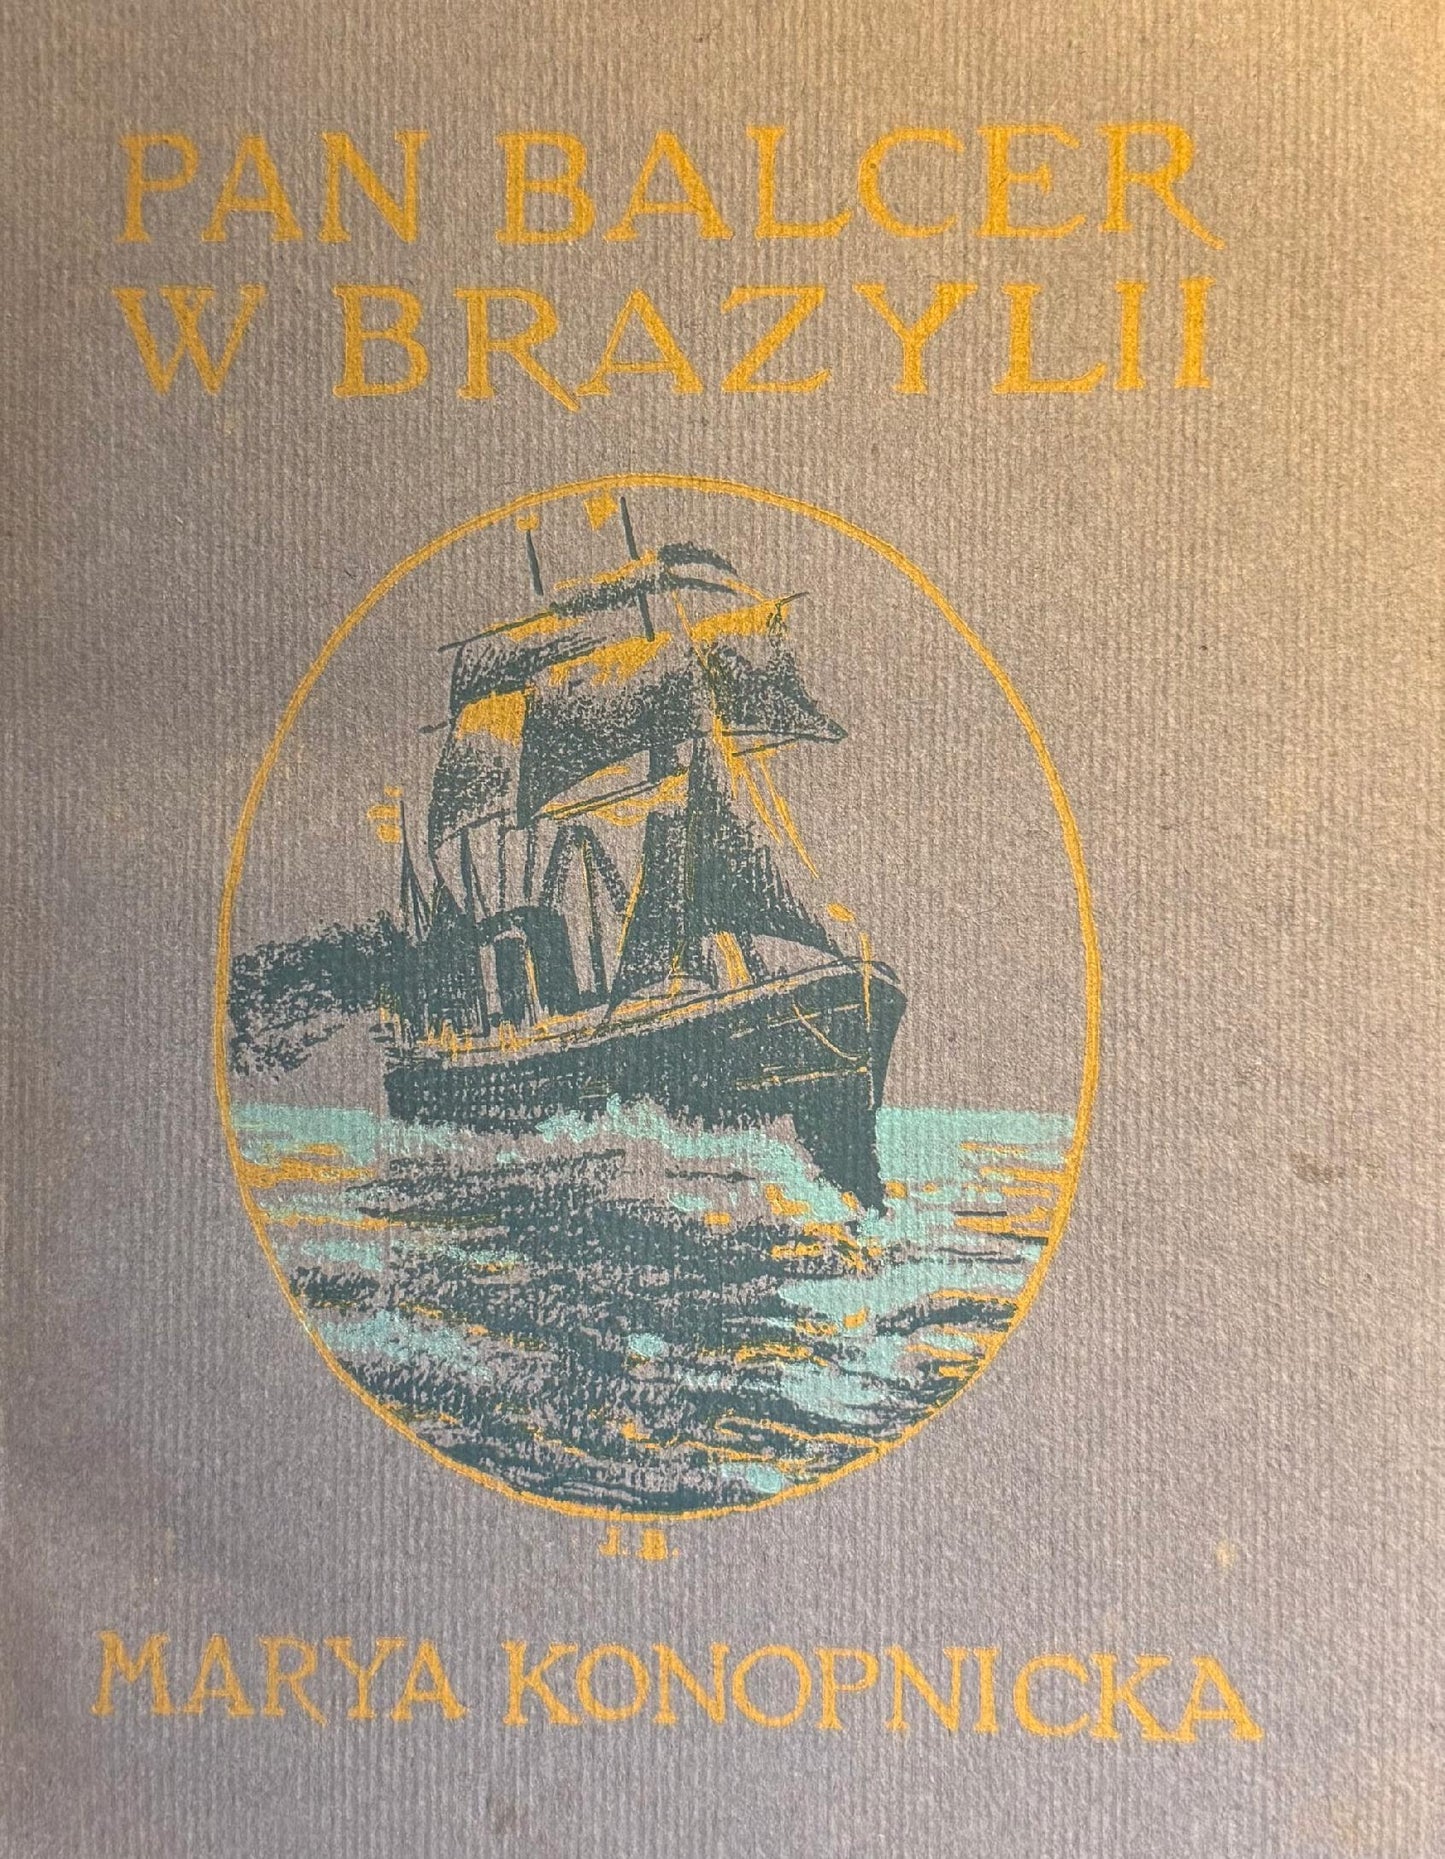 PAN BALCER
W BRAZYLII
J. B.
MARYA KONOPNICKA